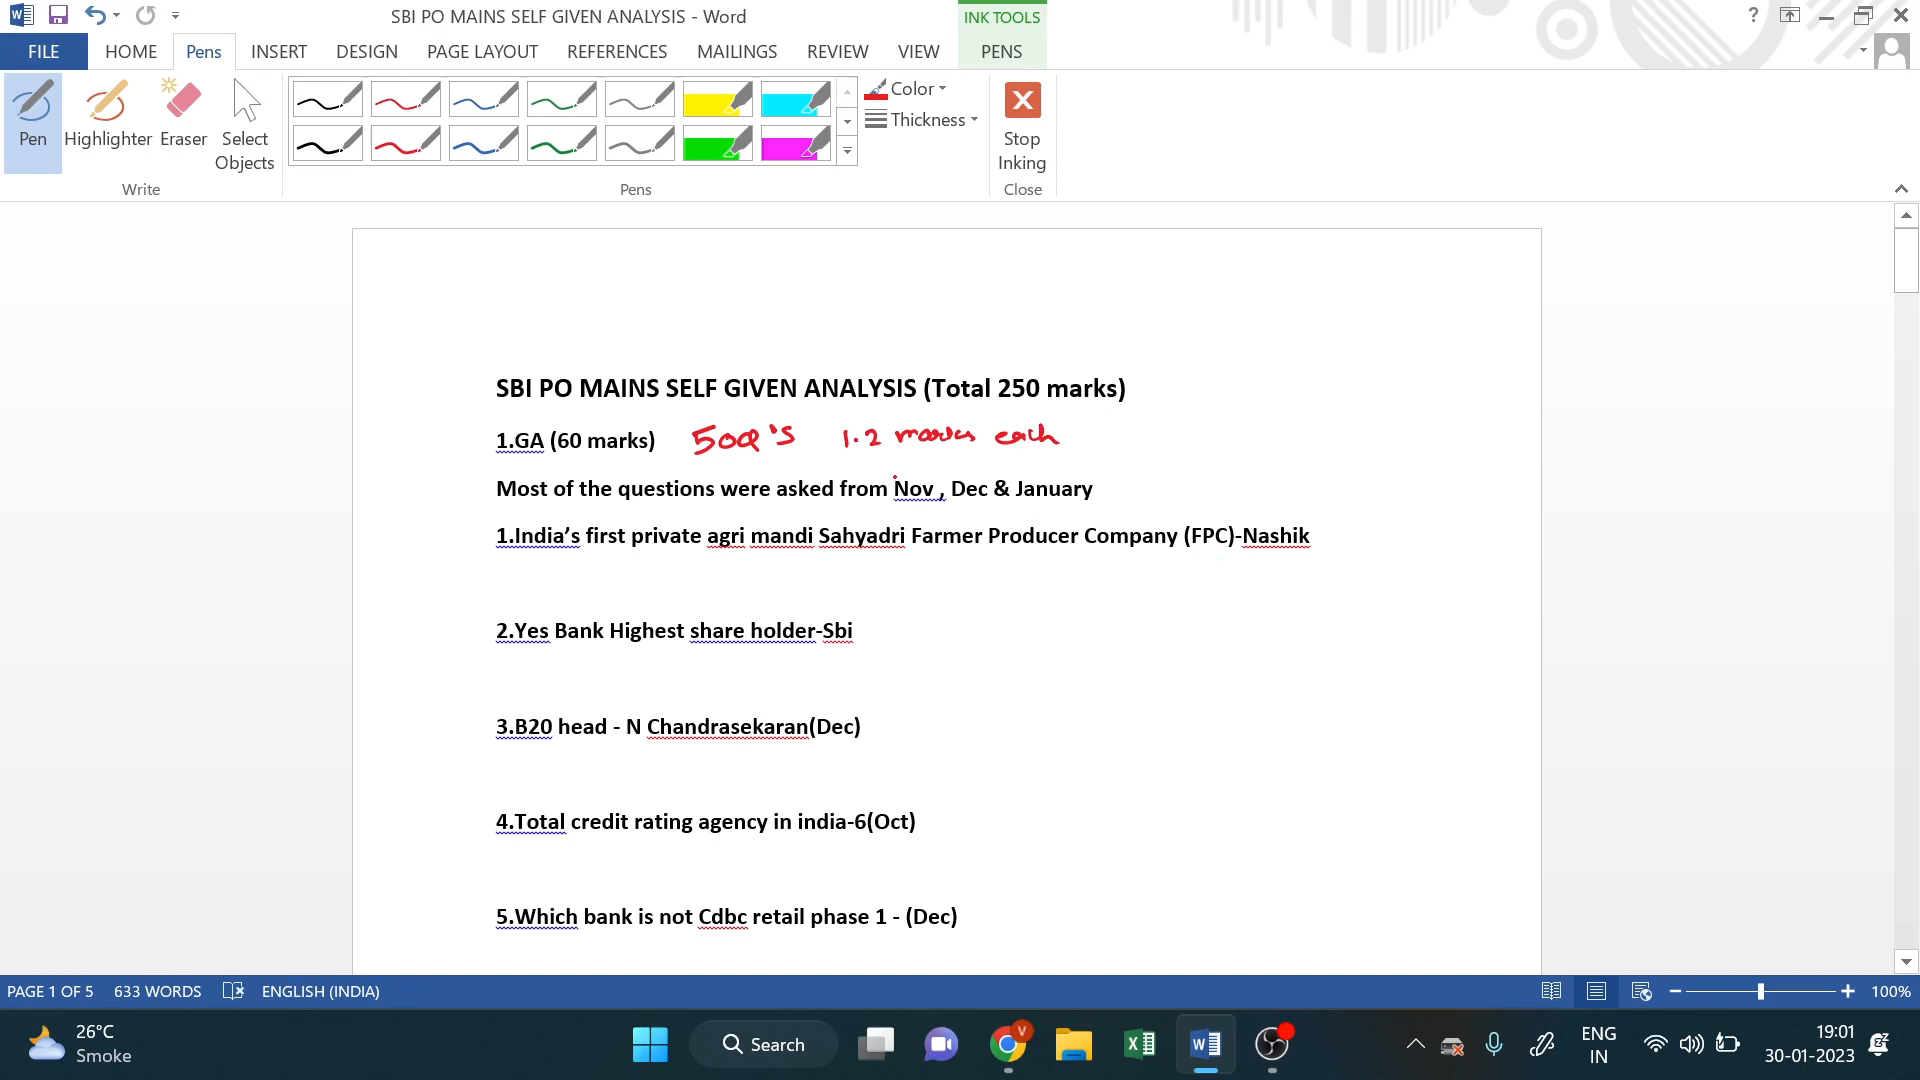 SBI PO MAINS SELF GIVEN ANALYSIS - Word
INK TOOLS
?
FILE HOME Pens INSERT DESIGN PAGE LAYOUT REFERENCES MAILINGS REVIEW VIEW PENS
Pen
Highlighter
Eraser
Select Objects
Color
Thickness
Stop Inking
Write
Pens
Close
SBI PO MAINS SELF GIVEN ANALYSIS (Total 250 marks)
1.GA (60 marks) 50Q's 1.2 marks each
Most of the questions were asked from Nov , Dec & January
1.India’s first private agri mandi Sahyadri Farmer Producer Company (FPC)-Nashik
2.Yes Bank Highest share holder-Sbi
3.B20 head - N Chandrasekaran(Dec)
4.Total credit rating agency in india-6(Oct)
5.Which bank is not Cdbc retail phase 1 - (Dec)
PAGE 1 OF 5 633 WORDS ENGLISH (INDIA) 100%
26°C
Smoke
Search
V
ENG
IN
19:01
30-01-2023